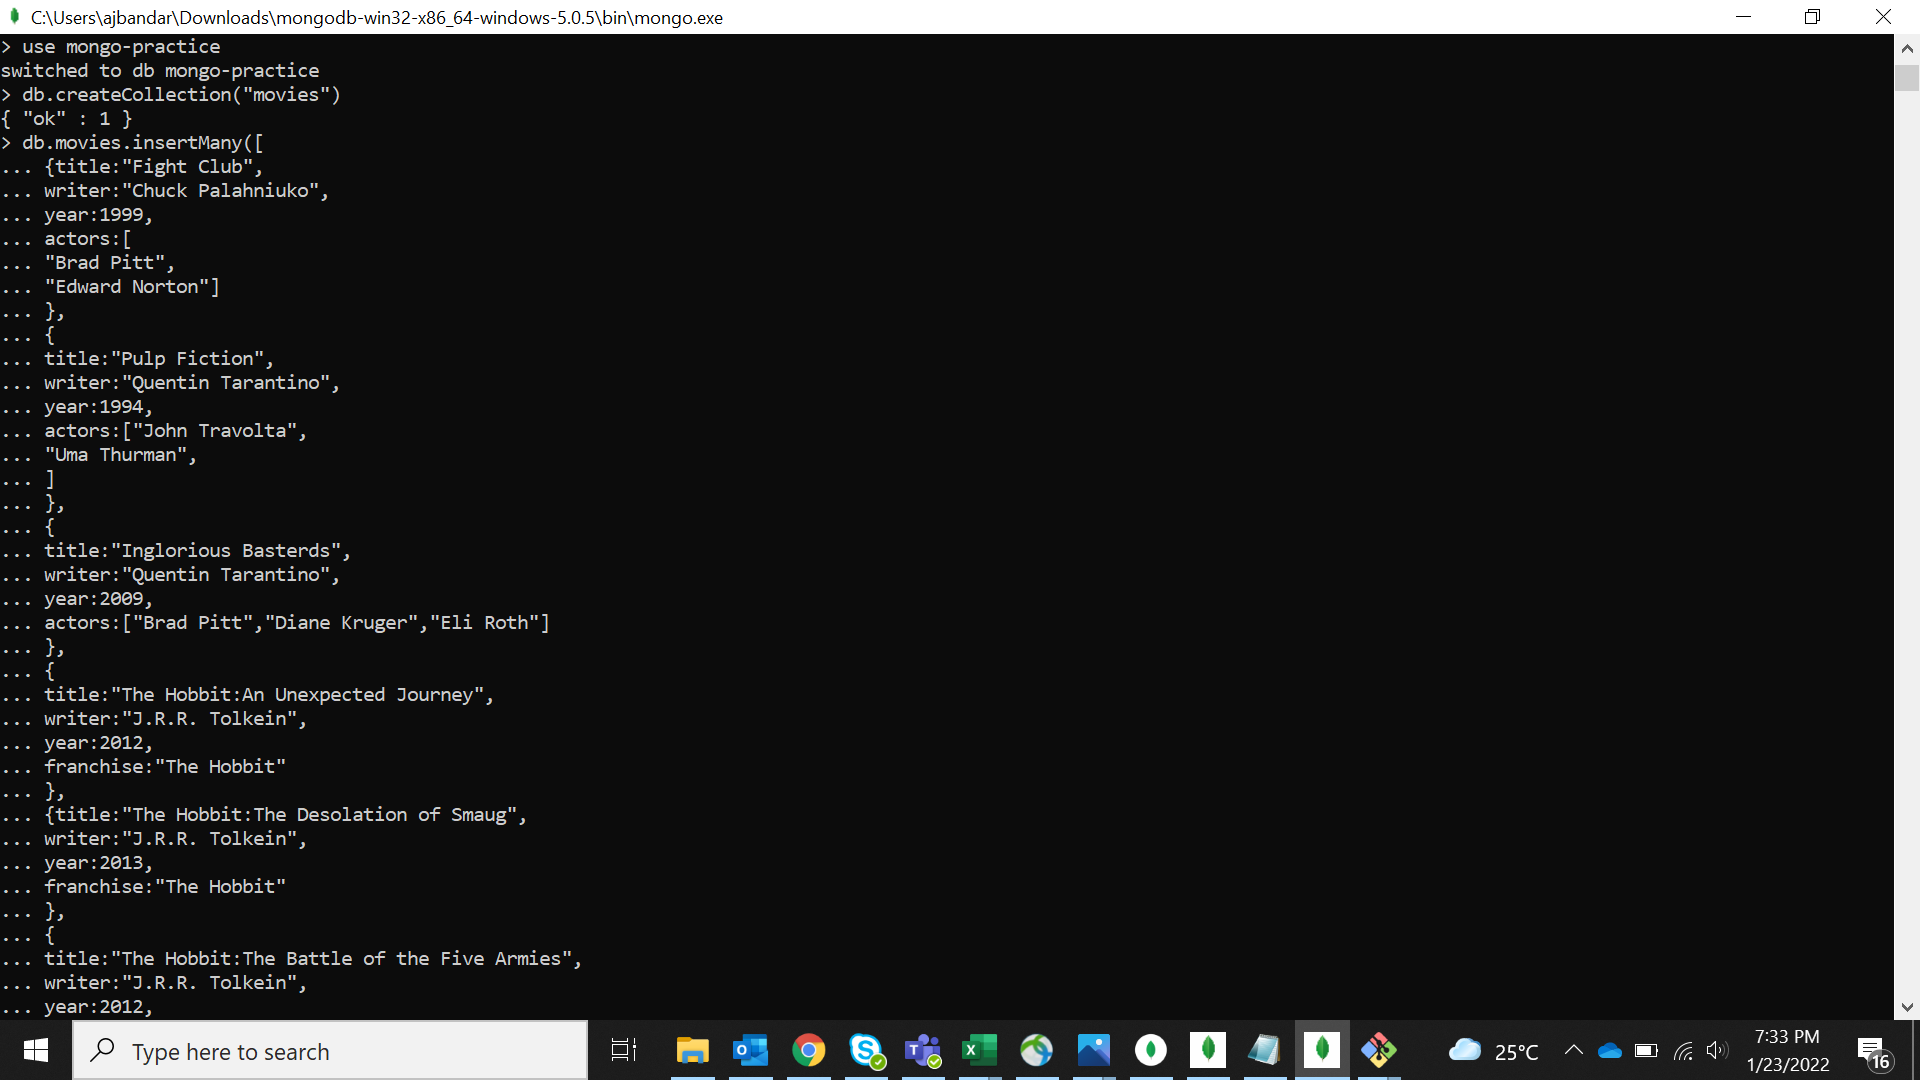 C:\Users\ajbandar\Downloads\mongodb-win32-x86_64-windows-5.0.5\bin\mongo.exe
> use mongo-practice
switched to db mongo-practice
> db.createCollection("movies")
{ "ok" : 1 }
> db.movies.insertMany([
... {title:"Fight Club",
... writer:"Chuck Palahniuko",
... year:1999,
... actors:[
... "Brad Pitt",
... "Edward Norton"]
... },
... {
... title:"Pulp Fiction",
... writer:"Quentin Tarantino",
... year:1994,
... actors:["John Travolta",
... "Uma Thurman",
... ]
... },
... {
... title:"Inglorious Basterds",
... writer:"Quentin Tarantino",
... year:2009,
... actors:["Brad Pitt","Diane Kruger","Eli Roth"]
... },
... {
... title:"The Hobbit:An Unexpected Journey",
... writer:"J.R.R. Tolkein",
... year:2012,
... franchise:"The Hobbit"
... },
... {title:"The Hobbit:The Desolation of Smaug",
... writer:"J.R.R. Tolkein",
... year:2013,
... franchise:"The Hobbit"
... },
... {
... title:"The Hobbit:The Battle of the Five Armies",
... writer:"J.R.R. Tolkein",
... year:2012,
Type here to search
25°C
7:33 PM
1/23/2022
16